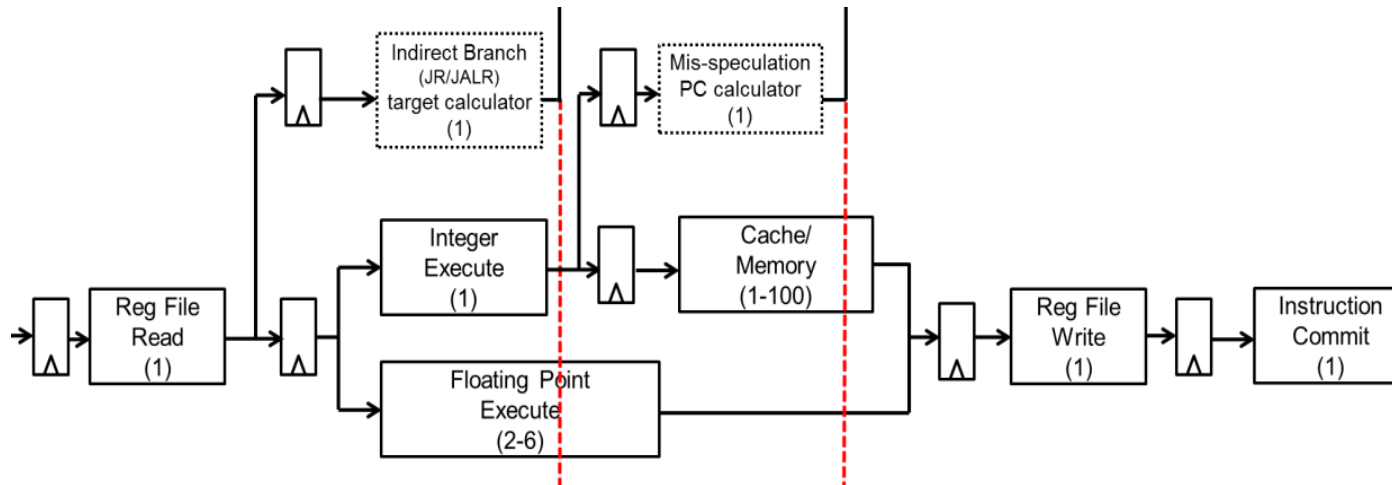 Indirect Branch
(JR/JALR)
target calculator
(1)
Mis-speculation
PC calculator
(1)
Reg File
Read
(1)
Integer
Execute
(1)
Cache/
Memory
(1-100)
Floating Point
Execute
(2-6)
Reg File
Write
(1)
Instruction
Commit
(1)